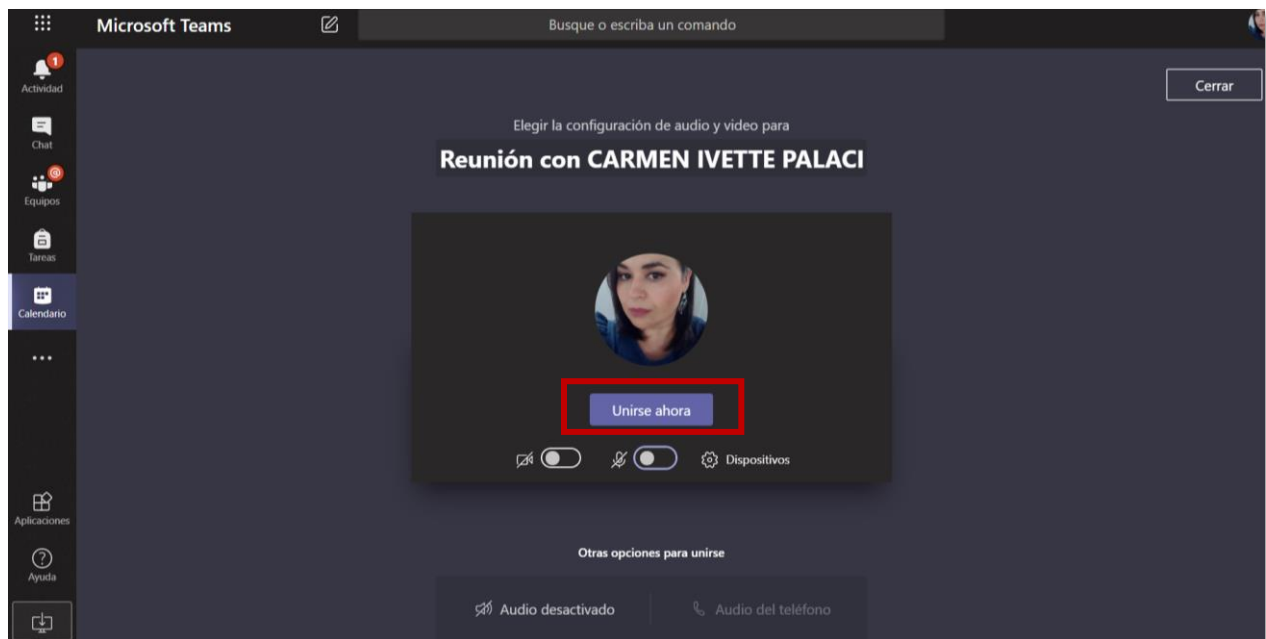 Microsoft Teams
Busque o escriba un comando
1
Actividad
Chat
@
Equipos
Tareas
Calendario
Aplicaciones
Ayuda
Cerrar
Elegir la configuración de audio y video para
Reunión con CARMEN IVETTE PALACI
Unirse ahora
Dispositivos
Otras opciones para unirse
Audio desactivado
Audio del teléfono